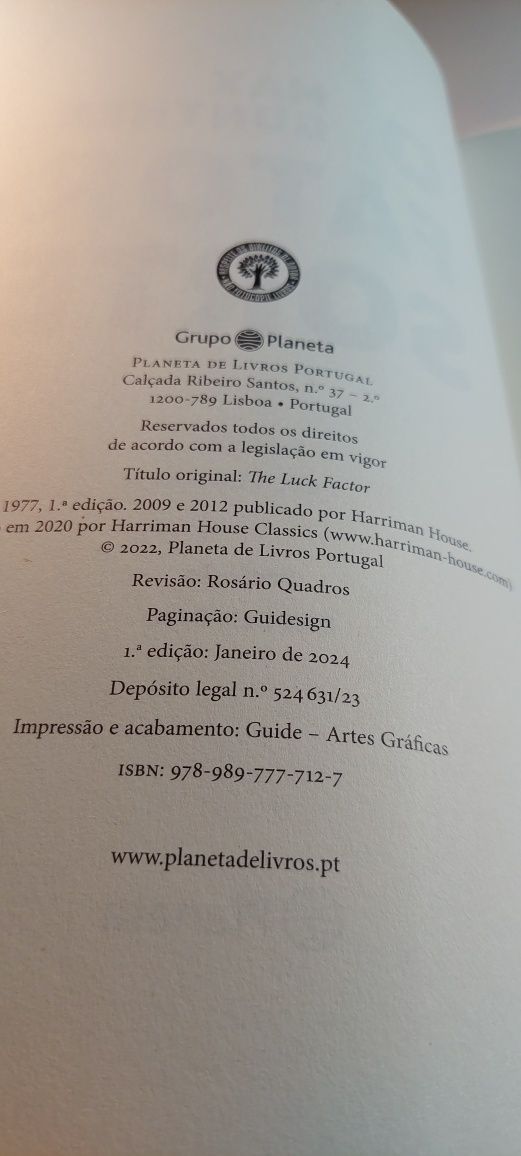 Grupo Planeta
Planeta de Livros Portugal
Calçada Ribeiro Santos, n.º 37 – 2.º
1200-789 Lisboa • Portugal
Reservados todos os direitos
de acordo com a legislação em vigor
Título original: The Luck Factor
1977, 1.ª edição. 2009 e 2012 publicado por Harriman House.
em 2020 por Harriman House Classics (www.harriman-house.com)
© 2022, Planeta de Livros Portugal
Revisão: Rosário Quadros
Paginação: Guidesign
1.ª edição: Janeiro de 2024
Depósito legal n.º 524 631/23
Impressão e acabamento: Guide – Artes Gráficas
ISBN: 978-989-777-712-7
www.planetadelivros.pt